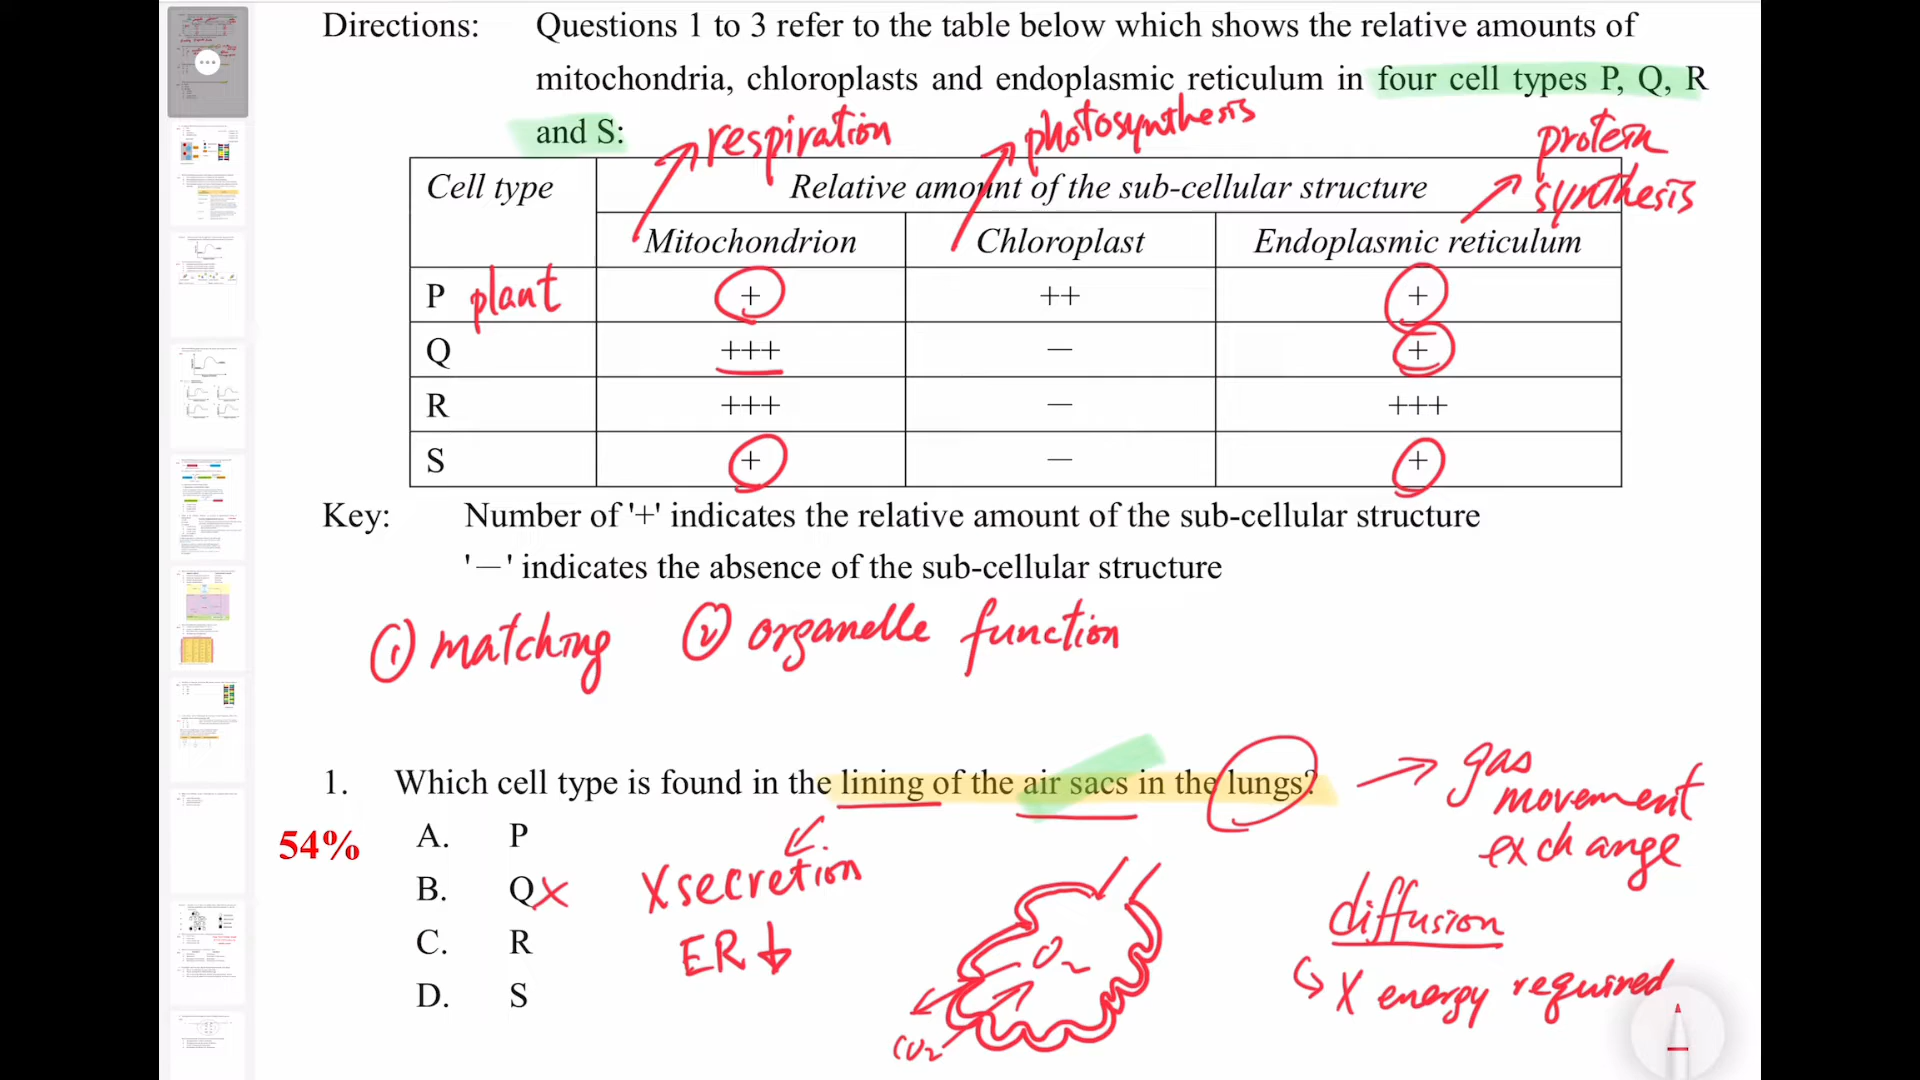 Directions: Questions 1 to 3 refer to the table below which shows the relative amounts of
mitochondria, chloroplasts and endoplasmic reticulum in four cell types P, Q, R
and S:
respiration
photosynthesis
protein
synthesis
Cell type Relative amount of the sub-cellular structure
Mitochondrion Chloroplast Endoplasmic reticulum
P plant + ++ +
Q +++ — +
R +++ — +++
S + — +
Key: Number of '+' indicates the relative amount of the sub-cellular structure
'—' indicates the absence of the sub-cellular structure
① matching ② organelle function
1. Which cell type is found in the lining of the air sacs in the lungs?
gas
movement
exchange
54%
A. P
B. Q X
C. R
D. S
X secretion
ER ↓
O2
CO2
diffusion
X energy required